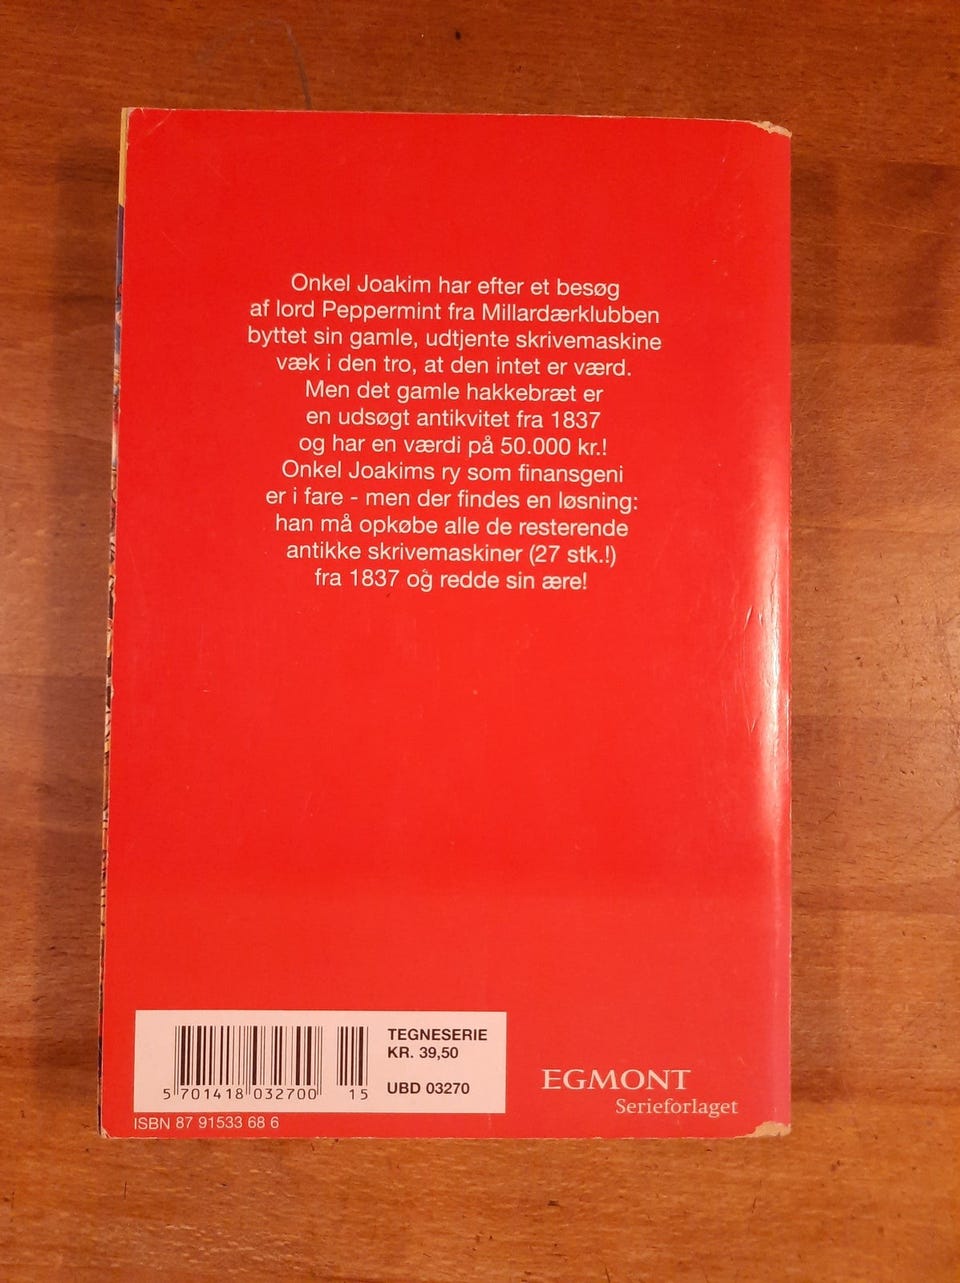 Onkel Joakim har efter et besøg
af lord Peppermint fra Millardærklubben
byttet sin gamle, udtjente skrivemaskine
væk i den tro, at den intet er værd.
Men det gamle hakkebræt er
en udsøgt antikvitet fra 1837
og har en værdi på 50.000 kr.!
Onkel Joakims ry som finansgeni
er i fare - men der findes en løsning:
han må opkøbe alle de resterende
antikke skrivemaskiner (27 stk.!)
fra 1837 og redde sin ære!
TEGNESERIE
KR. 39,50
UBD 03270
5 701418 032700 15
ISBN 87 91533 68 6
EGMONT
Serieforlaget